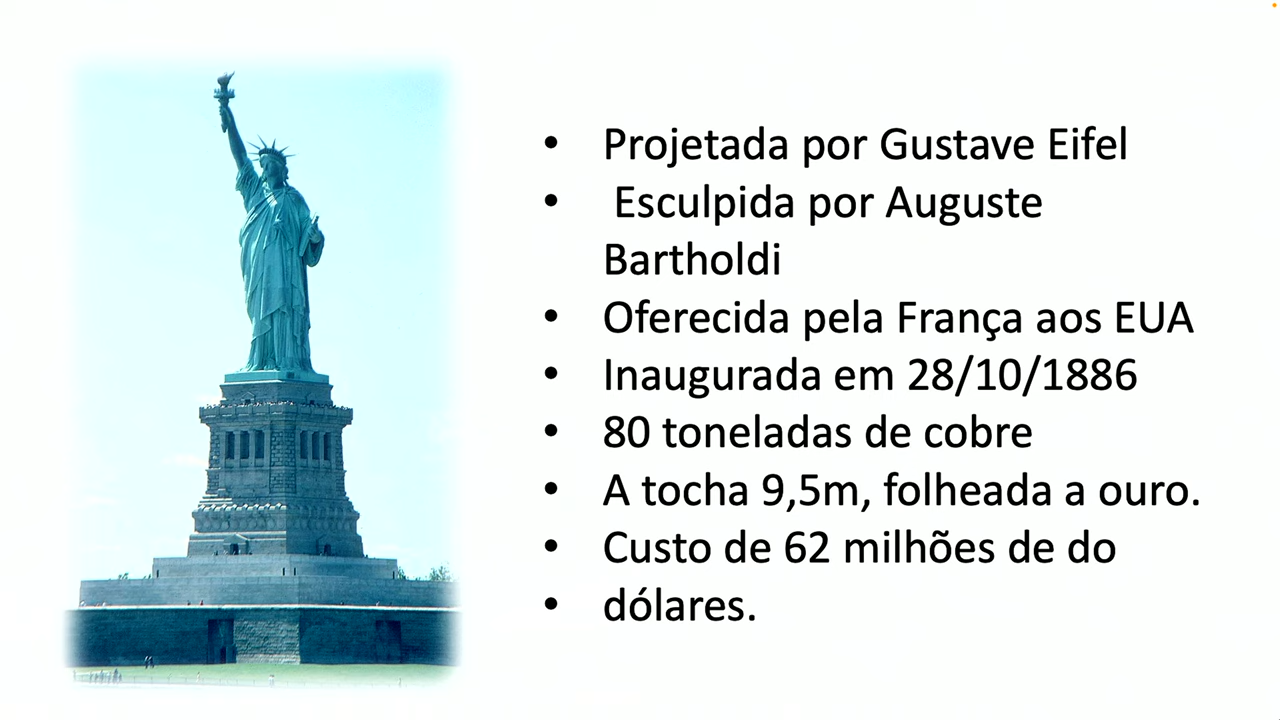 • Projetada por Gustave Eifel
• Esculpida por Auguste
Bartholdi
• Oferecida pela França aos EUA
• Inaugurada em 28/10/1886
• 80 toneladas de cobre
• A tocha 9,5m, folheada a ouro.
• Custo de 62 milhões de do
• dólares.